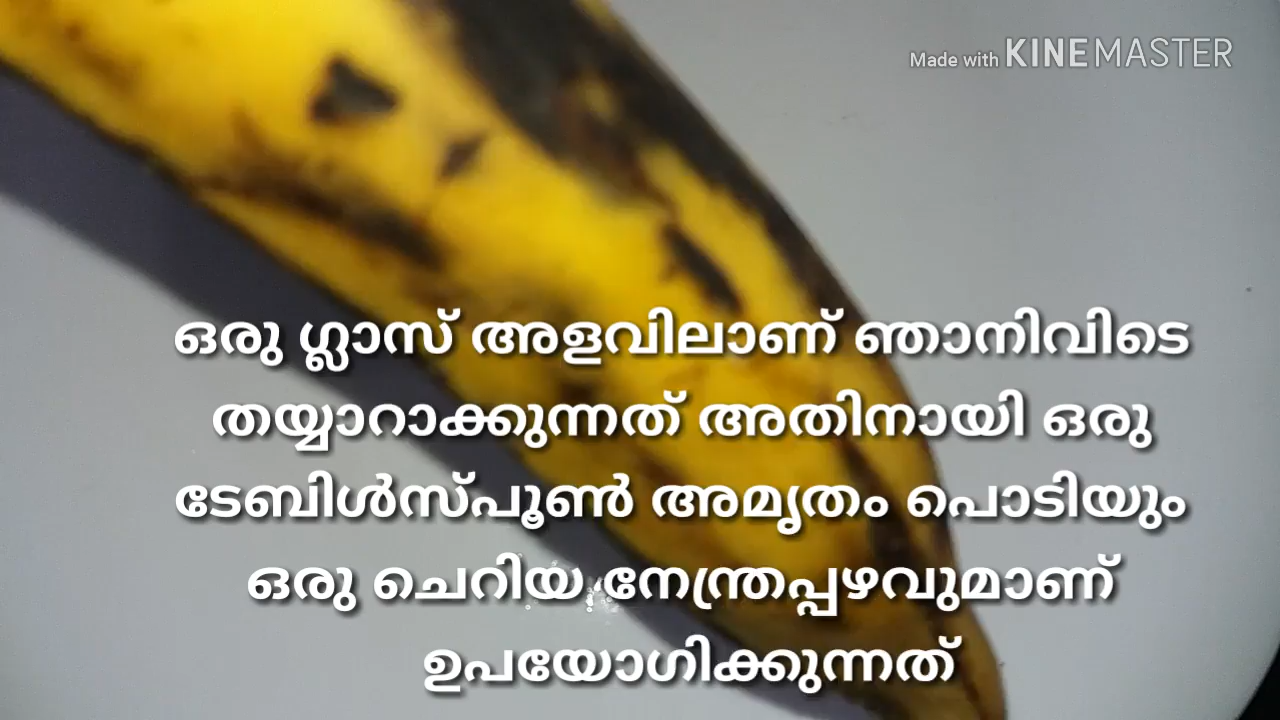 Made with KINEMASTER
ഒരു ഗ്ലാസ് അളവിലാണ് ഞാനിവിടെ
തയ്യാറാക്കുന്നത് അതിനായി ഒരു
ടേബിൾസ്പൂൺ അമൃതം പൊടിയും
ഒരു ചെറിയ നേന്ത്രപ്പഴവുമാണ്
ഉപയോഗിക്കുന്നത്